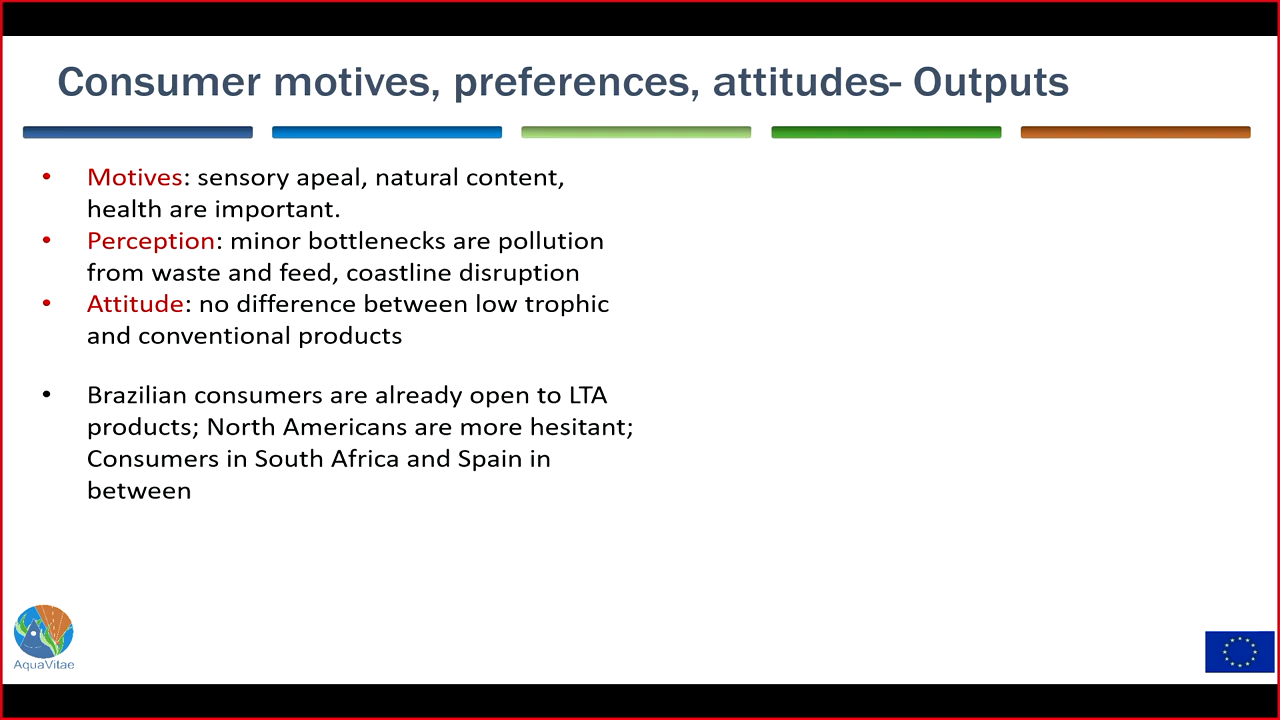 Consumer motives, preferences, attitudes- Outputs
• Motives: sensory apeal, natural content,
health are important.
• Perception: minor bottlenecks are pollution
from waste and feed, coastline disruption
• Attitude: no difference between low trophic
and conventional products
• Brazilian consumers are already open to LTA
products; North Americans are more hesitant;
Consumers in South Africa and Spain in
between
AquaVitae